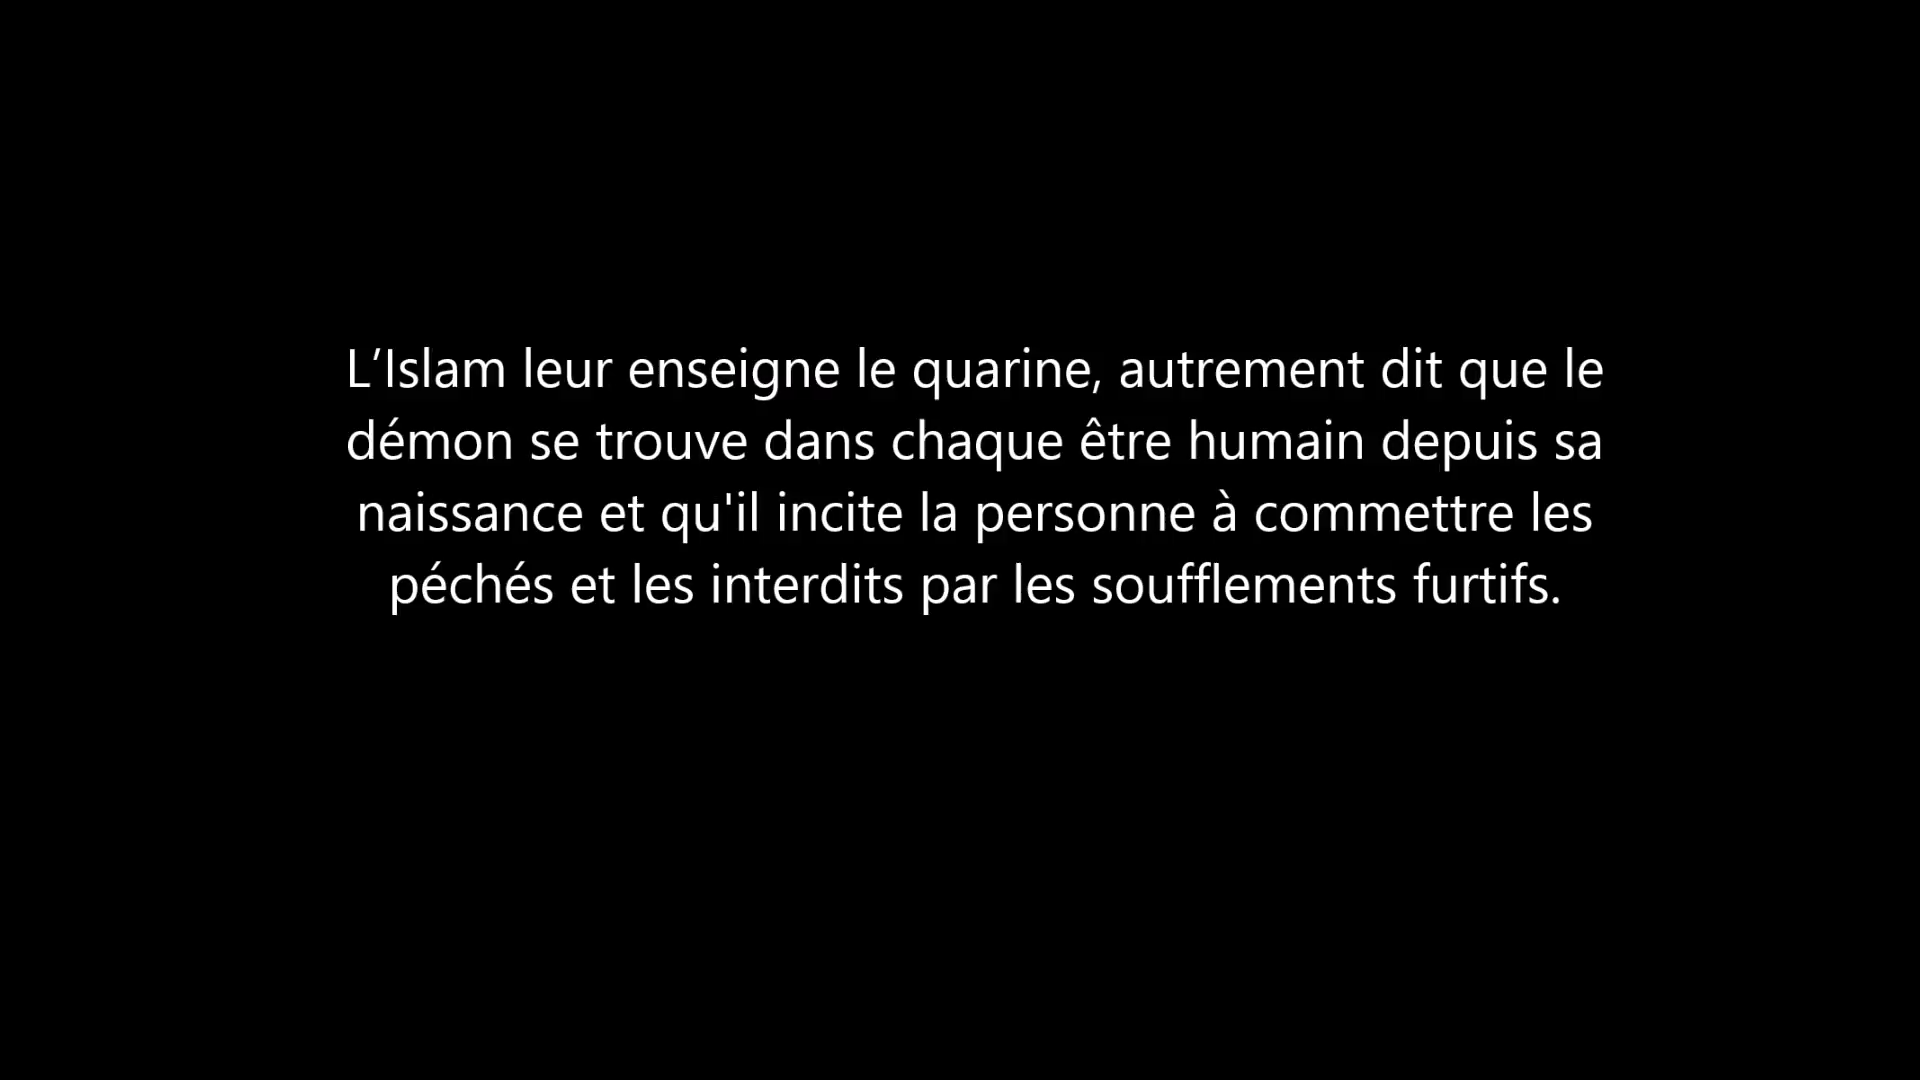 L’Islam leur enseigne le quarine, autrement dit que le
démon se trouve dans chaque être humain depuis sa
naissance et qu'il incite la personne à commettre les
péchés et les interdits par les soufflements furtifs.